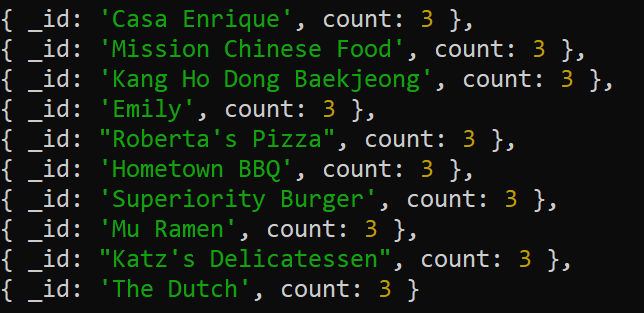 { _id: 'Casa Enrique', count: 3 },
{ _id: 'Mission Chinese Food', count: 3 },
{ _id: 'Kang Ho Dong Baekjeong', count: 3 },
{ _id: 'Emily', count: 3 },
{ _id: "Roberta's Pizza", count: 3 },
{ _id: 'Hometown BBQ', count: 3 },
{ _id: 'Superiority Burger', count: 3 },
{ _id: 'Mu Ramen', count: 3 },
{ _id: "Katz's Delicatessen", count: 3 },
{ _id: 'The Dutch', count: 3 }